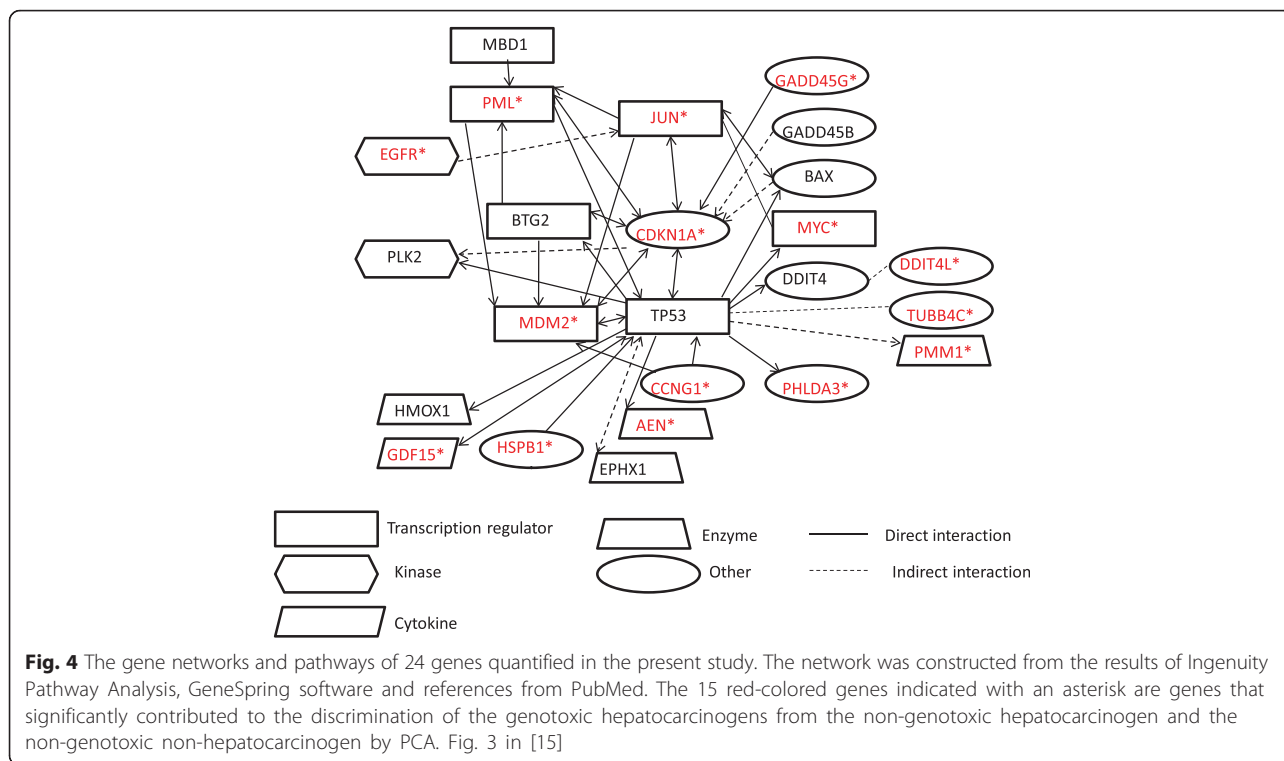 MBD1
GADD45G*
PML*
JUN*
GADD45B
EGFR*
BAX
BTG2
CDKN1A*
MYC*
PLK2
DDIT4
DDIT4L*
MDM2*
TP53
TUBB4C*
PMM1*
CCNG1*
PHLDA3*
HMOX1
AEN*
GDF15*
HSPB1*
EPHX1
Transcription regulator
Enzyme
Direct interaction
Kinase
Other
Indirect interaction
Cytokine
Fig. 4 The gene networks and pathways of 24 genes quantified in the present study. The network was constructed from the results of Ingenuity
Pathway Analysis, GeneSpring software and references from PubMed. The 15 red-colored genes indicated with an asterisk are genes that
significantly contributed to the discrimination of the genotoxic hepatocarcinogens from the non-genotoxic hepatocarcinogen and the
non-genotoxic non-hepatocarcinogen by PCA. Fig. 3 in [15]